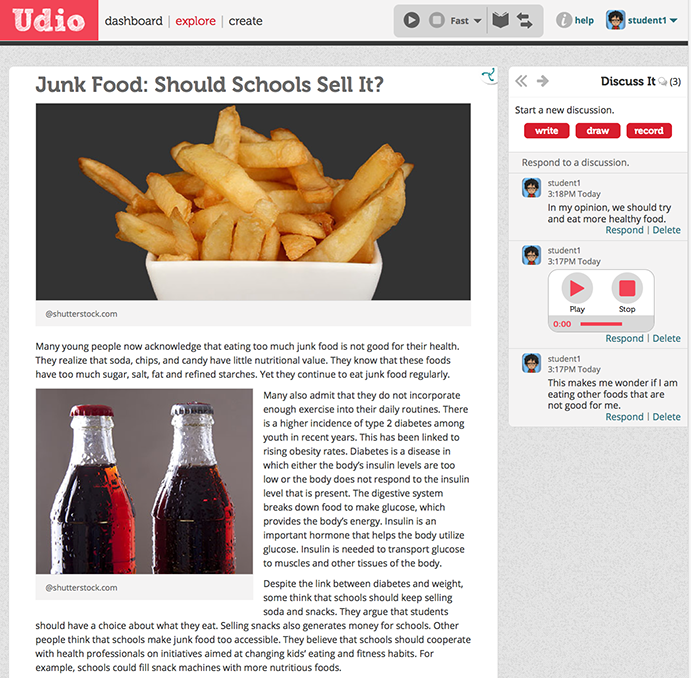 Udio
dashboard | explore | create
Fast
help
student1
Junk Food: Should Schools Sell It?
@shutterstock.com
Many young people now acknowledge that eating too much junk food is not good for their health.
They realize that soda, chips, and candy have little nutritional value. They know that these foods
have too much sugar, salt, fat and refined starches. Yet they continue to eat junk food regularly.
@shutterstock.com
Many also admit that they do not incorporate
enough exercise into their daily routines. There
is a higher incidence of type 2 diabetes among
youth in recent years. This has been linked to
rising obesity rates. Diabetes is a disease in
which either the body's insulin levels are too
low or the body does not respond to the insulin
level that is present. The digestive system
breaks down food to make glucose, which
provides the body's energy. Insulin is an
important hormone that helps the body utilize
glucose. Insulin is needed to transport glucose
to muscles and other tissues of the body.
Despite the link between diabetes and weight,
some think that schools should keep selling
soda and snacks. They argue that students
should have a choice about what they eat. Selling snacks also generates money for schools. Other
people think that schools make junk food too accessible. They believe that schools should cooperate
with health professionals on initiatives aimed at changing kids' eating and fitness habits. For
example, schools could fill snack machines with more nutritious foods.
Discuss It (3)
Start a new discussion.
write
draw
record
Respond to a discussion.
student1
3:18PM Today
In my opinion, we should try
and eat more healthy food.
Respond | Delete
student1
3:17PM Today
Play
Stop
0:00
Respond | Delete
student1
3:17PM Today
This makes me wonder if I am
eating other foods that are
not good for me.
Respond | Delete